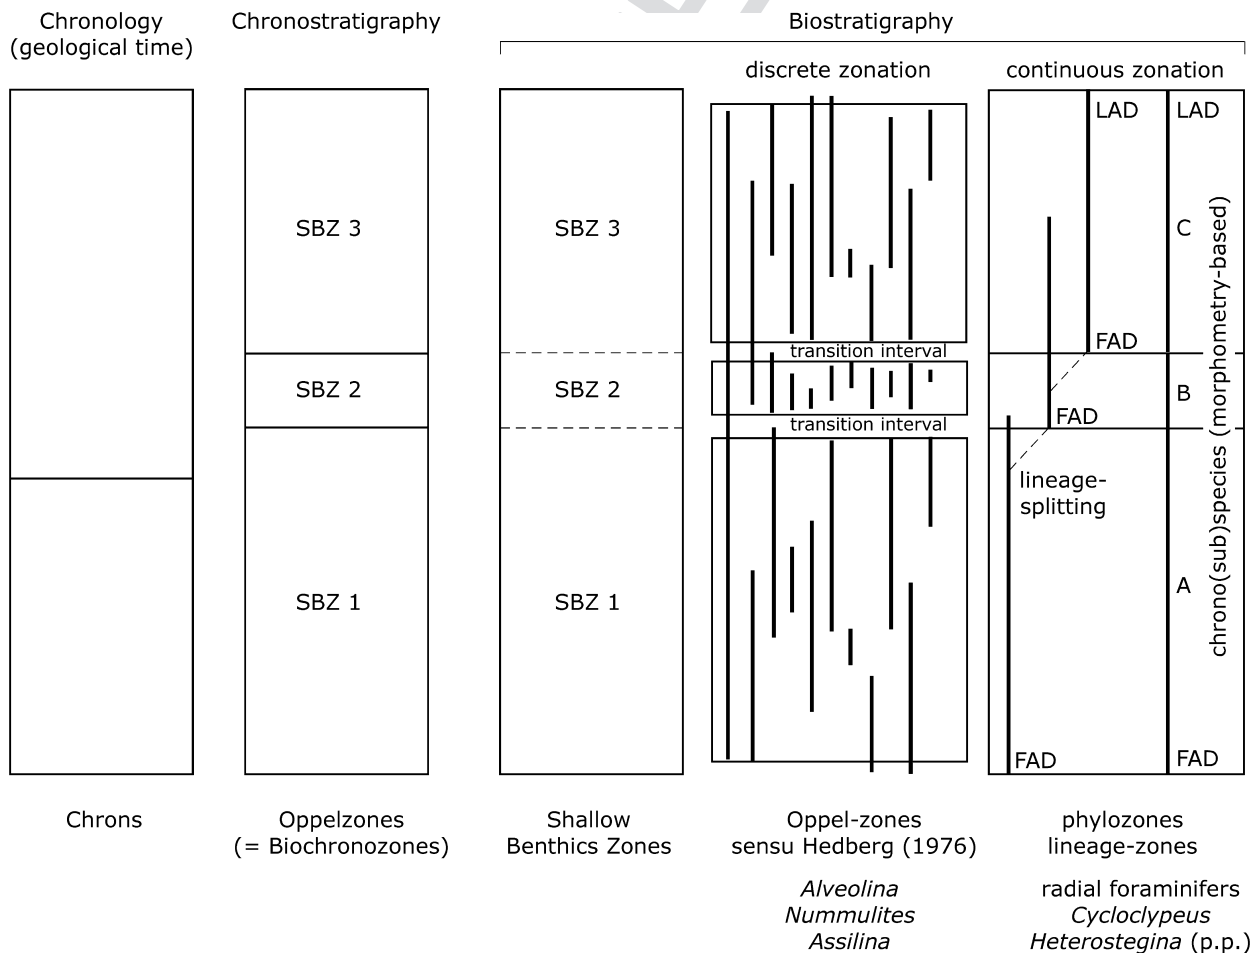 Chronology
(geological time)
Chronostratigraphy
Biostratigraphy
discrete zonation
continuous zonation
SBZ 3
SBZ 2
SBZ 1
SBZ 3
SBZ 2
SBZ 1
transition interval
transition interval
LAD
LAD
C
FAD
B
FAD
lineage-
splitting
A
FAD
FAD
chrono(sub)species (morphometry-based)
Chrons
Oppelzones
(= Biochronozones)
Shallow
Benthics Zones
Oppel-zones
sensu Hedberg (1976)
Alveolina
Nummulites
Assilina
phylozones
lineage-zones
radial foraminifers
Cycloclypeus
Heterostegina (p.p.)